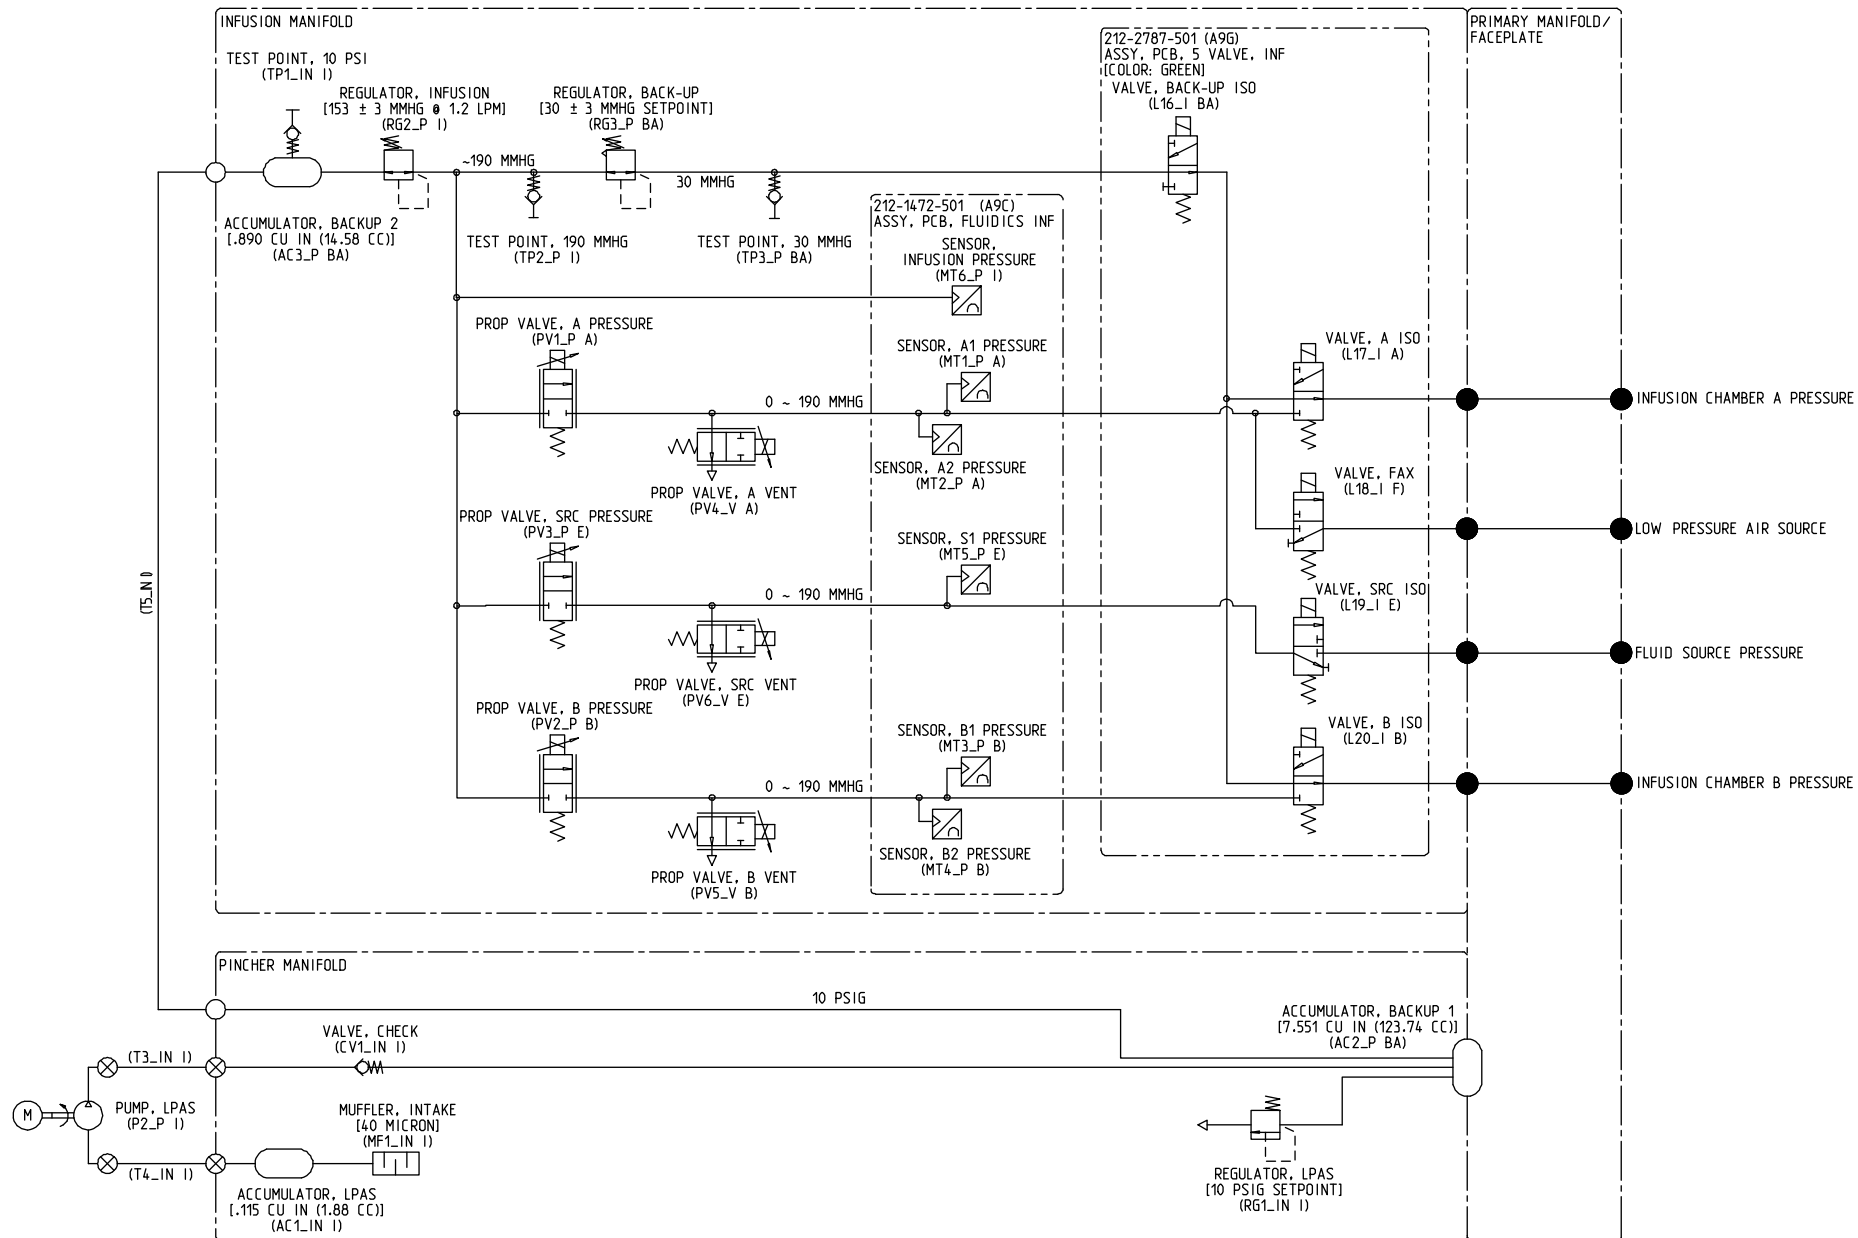 INFUSION MANIFOLD
PRIMARY MANIFOLD/
FACEPLATE
TEST POINT, 10 PSI
(TP1_IN I)
REGULATOR, INFUSION
[153 ± 3 MMHG @ 1.2 LPM]
(RG2_P I)
REGULATOR, BACK-UP
[30 ± 3 MMHG SETPOINT]
(RG3_P BA)
212-2787-501 (A9G)
ASSY, PCB, 5 VALVE, INF
[COLOR: GREEN]
VALVE, BACK-UP ISO
(L16_I BA)
~190 MMHG
30 MMHG
ACCUMULATOR, BACKUP 2
[.890 CU IN (14.58 CC)]
(AC3_P BA)
TEST POINT, 190 MMHG
(TP2_P I)
TEST POINT, 30 MMHG
(TP3_P BA)
212-1472-501 (A9C)
ASSY, PCB, FLUIDICS INF
SENSOR,
INFUSION PRESSURE
(MT6_P I)
PROP VALVE, A PRESSURE
(PV1_P A)
SENSOR, A1 PRESSURE
(MT1_P A)
VALVE, A ISO
(L17_I A)
0 ~ 190 MMHG
INFUSION CHAMBER A PRESSURE
SENSOR, A2 PRESSURE
(MT2_P A)
PROP VALVE, A VENT
(PV4_V A)
VALVE, FAX
(L18_I F)
PROP VALVE, SRC PRESSURE
(PV3_P E)
LOW PRESSURE AIR SOURCE
SENSOR, S1 PRESSURE
(MT5_P E)
(T5_IN I)
0 ~ 190 MMHG
VALVE, SRC ISO
(L19_I E)
FLUID SOURCE PRESSURE
PROP VALVE, SRC VENT
(PV6_V E)
PROP VALVE, B PRESSURE
(PV2_P B)
SENSOR, B1 PRESSURE
(MT3_P B)
VALVE, B ISO
(L20_I B)
0 ~ 190 MMHG
INFUSION CHAMBER B PRESSURE
SENSOR, B2 PRESSURE
(MT4_P B)
PROP VALVE, B VENT
(PV5_V B)
PINCHER MANIFOLD
10 PSIG
ACCUMULATOR, BACKUP 1
[7.551 CU IN (123.74 CC)]
(AC2_P BA)
VALVE, CHECK
(CV1_IN I)
(T3_IN I)
M
PUMP, LPAS
(P2_P I)
MUFFLER, INTAKE
[40 MICRON]
(MF1_IN I)
(T4_IN I)
ACCUMULATOR, LPAS
[.115 CU IN (1.88 CC)]
(AC1_IN I)
REGULATOR, LPAS
[10 PSIG SETPOINT]
(RG1_IN I)